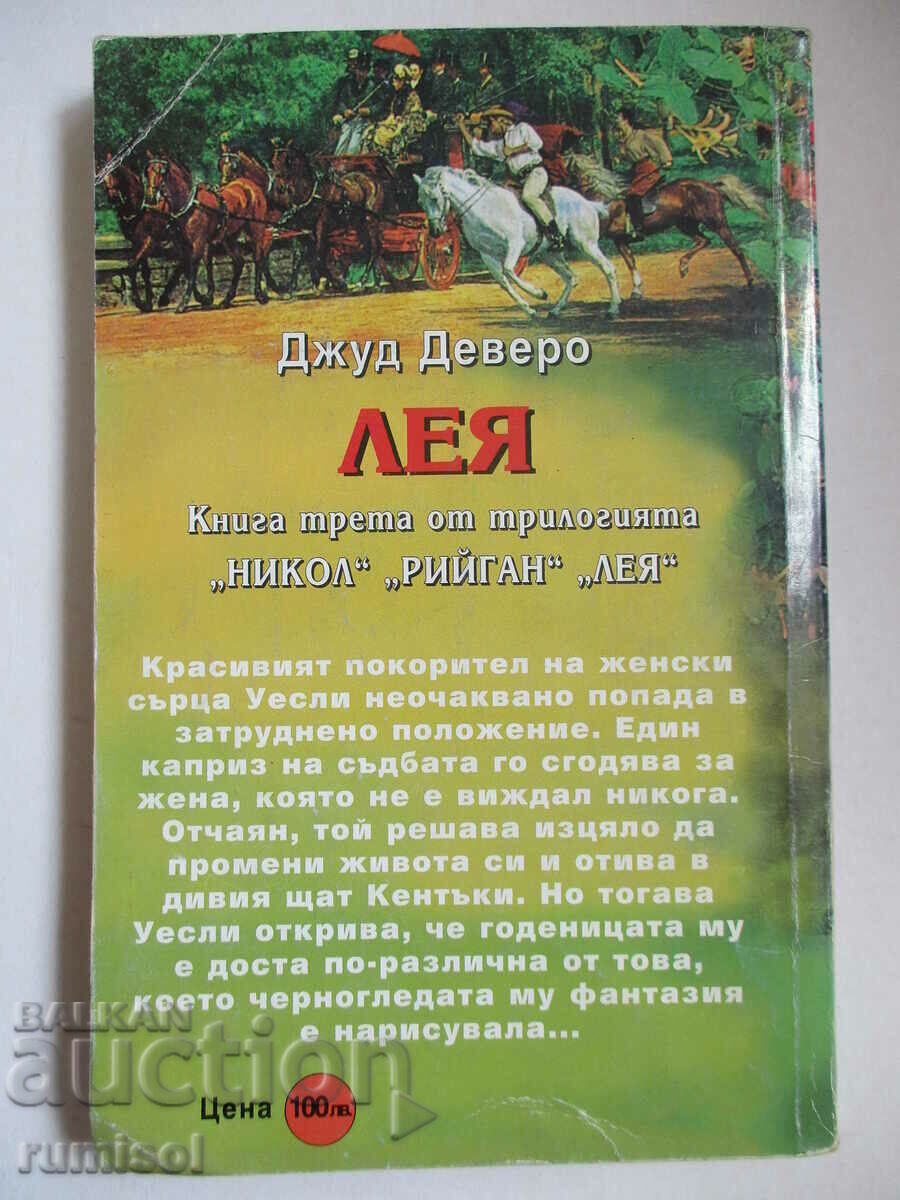 Джуд Деверо
ЛЕЯ
Книга трета от трилогията
„НИКОЛ“ „РИЙГАН“ „ЛЕЯ“
Красивият покорител на женски
сърца Уесли неочаквано попада в
затруднено положение. Един
каприз на съдбата го сгодява за
жена, която не е виждал никога.
Отчаян, той решава изцяло да
промени живота си и отива в
дивия щат Кентъки. Но тогава
Уесли открива, че годеницата му
е доста по-различна от това,
което черногледата му фантазия
е нарисувала...
Цена 100лв.
BALKAN
auction
rumisol